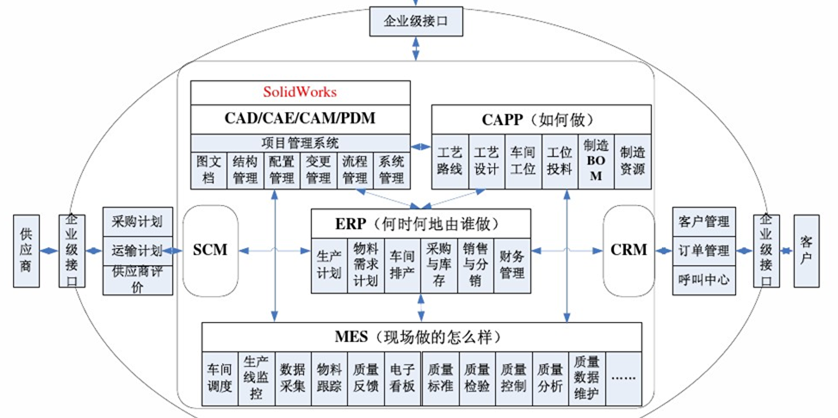 企业级接口
SolidWorks
CAD/CAE/CAM/PDM
项目管理系统
图文
档
结构
管理
配置
管理
变更
管理
流程
管理
系统
管理
CAPP（如何做）
工艺
路线
工艺
设计
车间
工位
工位
投料
制造
BO
M
制造
资源
供
应
商
企
业
级
接
口
采购计划
运输计划
供应商评
价
SCM
ERP（何时何地由谁做）
生产
计划
物料
需求
计划
车间
排产
采购
与库
存
销售
与分
销
财务
管理
CRM
客户管理
订单管理
呼叫中心
企
业
级
接
口
客
户
MES（现场做的怎么样）
车间
调度
生产
线监
控
数据
采集
物料
跟踪
质量
反馈
电子
看板
质量
标准
质量
检验
质量
控制
质量
分析
质量
数据
维护
……